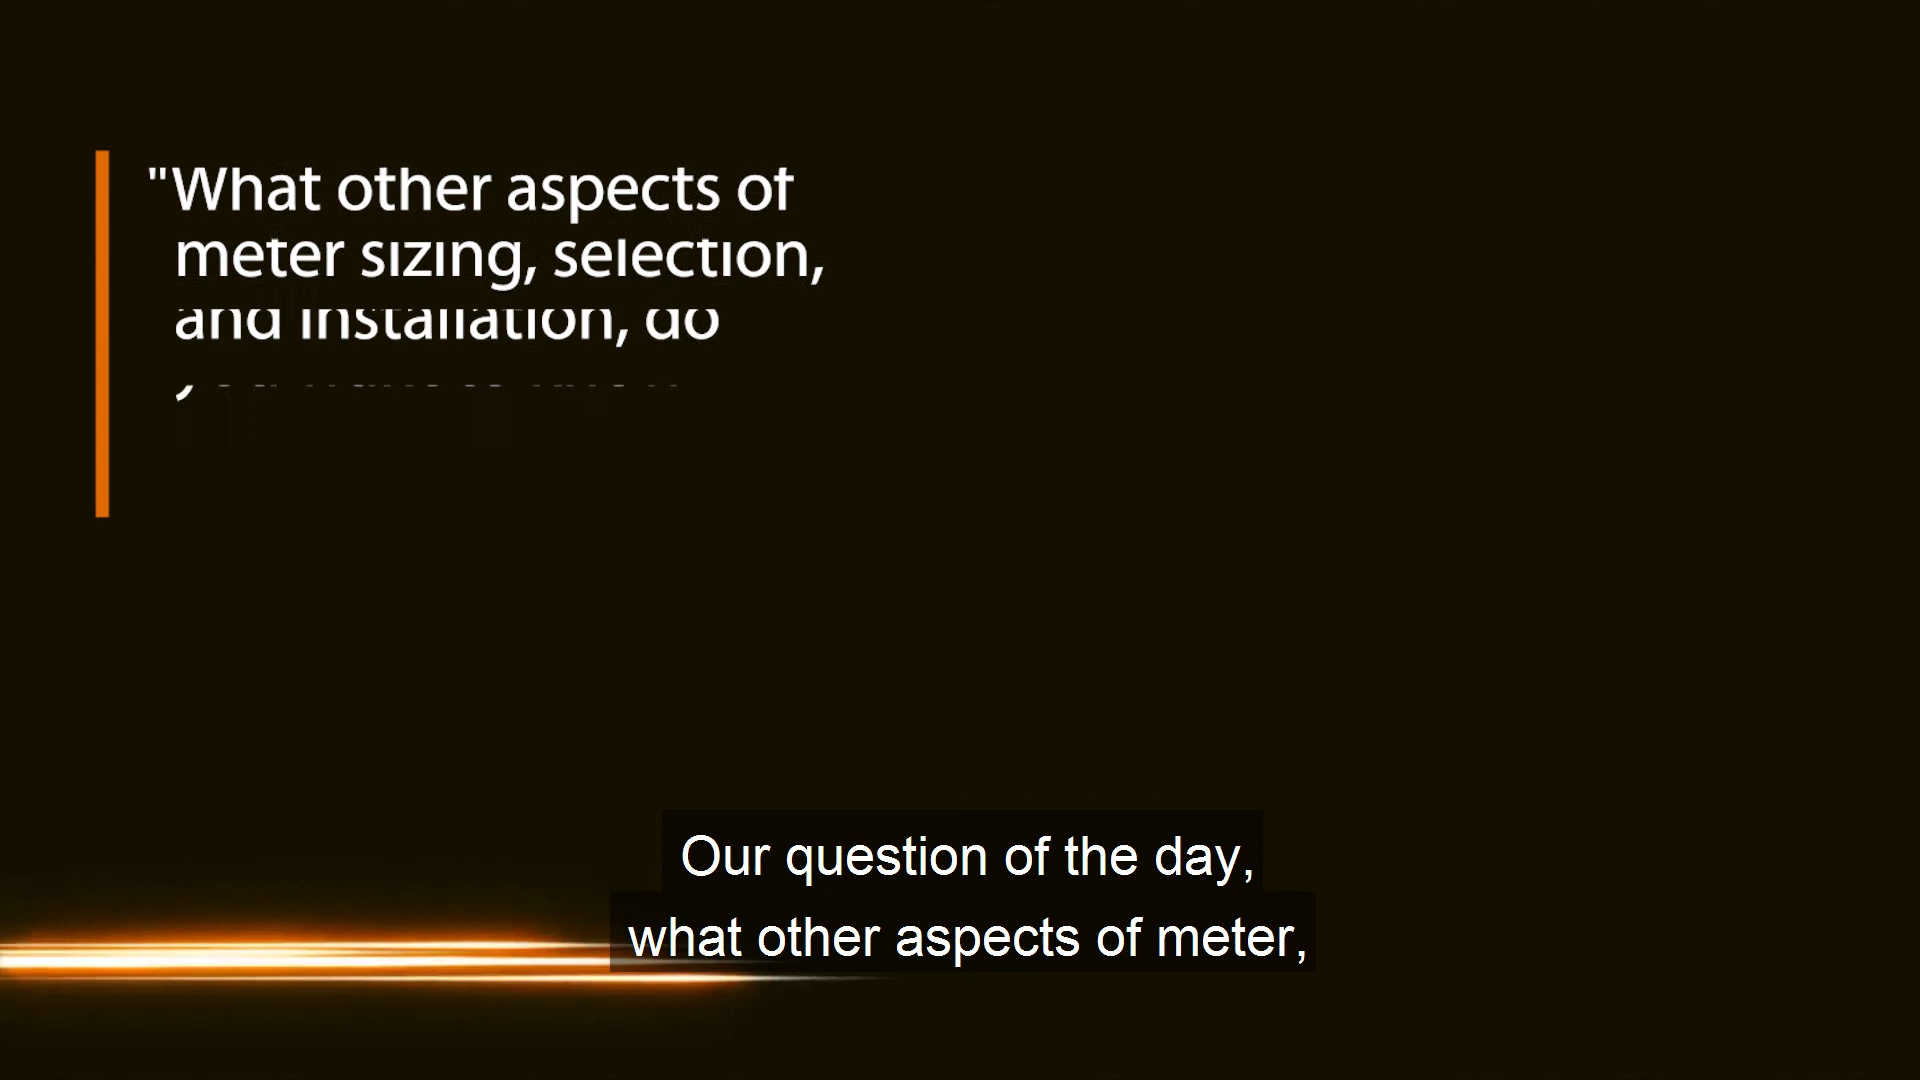 "What other aspects of
meter sizing, selection,
and installation, do
Our question of the day,
what other aspects of meter,